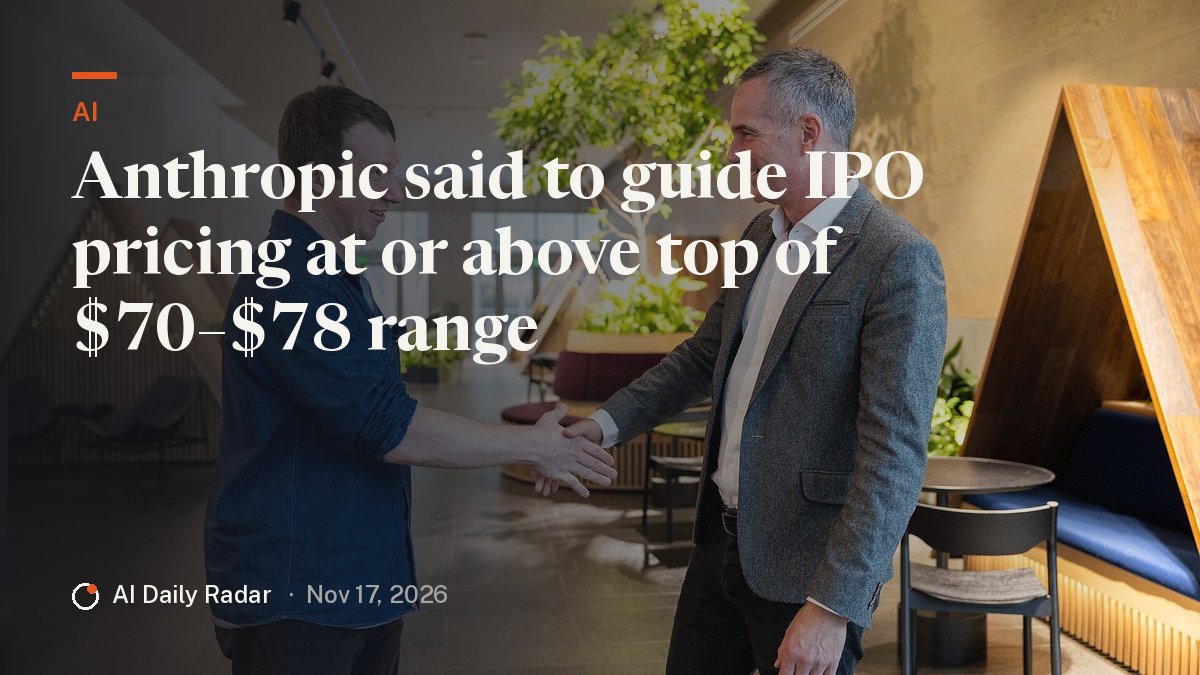 AI
Anthropic said to guide IPO
pricing at or above top of
$70–$78 range
AI Daily Radar · Nov 17, 2026